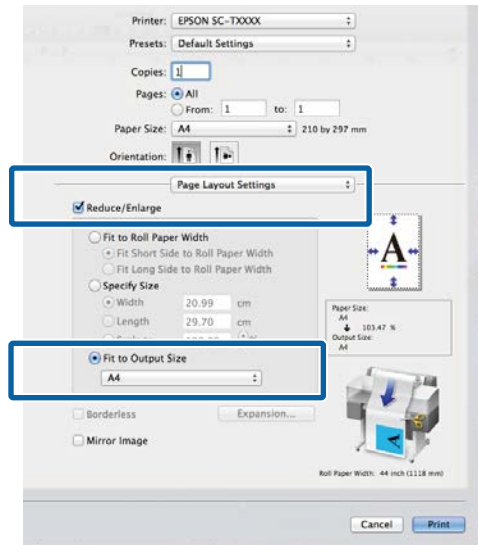 Printer: EPSON SC-TXXXX
Presets: Default Settings
Copies: 1
Pages: All
From: 1 to: 1
Paper Size: A4 210 by 297 mm
Orientation:
Page Layout Settings
Reduce/Enlarge
Fit to Roll Paper Width
Fit Short Side to Roll Paper Width
Fit Long Side to Roll Paper Width
Specify Size
Width 20.99 cm
Length 29.70 cm
A
Paper Size:
A4
103.47 %
Output Size:
A4
Fit to Output Size
A4
Borderless Expansion...
Mirror Image
A
Roll Paper Width: 44 inch (1118 mm)
Cancel Print